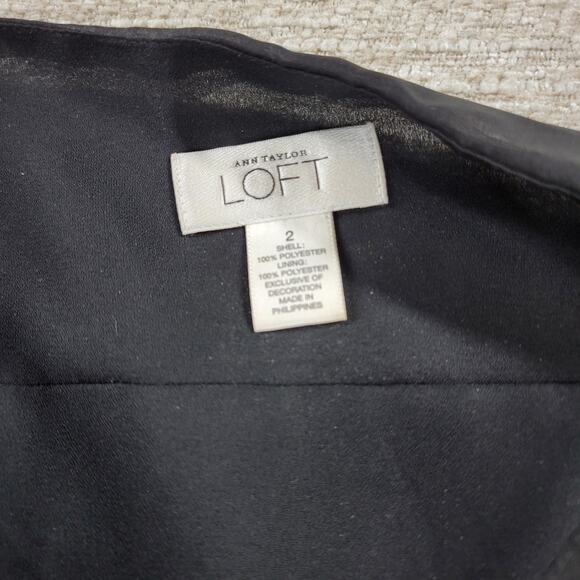 ANN TAYLOR
LOFT
2
SHELL:
100% POLYESTER
LINING:
100% POLYESTER
EXCLUSIVE OF
DECORATION
MADE IN
PHILIPPINES